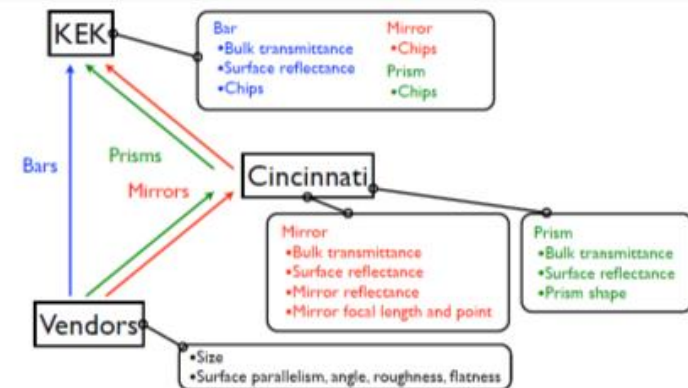 KEK
Bar
•Bulk transmittance
•Surface reflectance
•Chips
Mirror
•Chips
Prism
•Chips
Bars
Prisms
Mirrors
Cincinnati
Mirror
•Bulk transmittance
•Surface reflectance
•Mirror reflectance
•Mirror focal length and point
Prism
•Bulk transmittance
•Surface reflectance
•Prism shape
Vendors
•Size
•Surface parallelism, angle, roughness, flatness